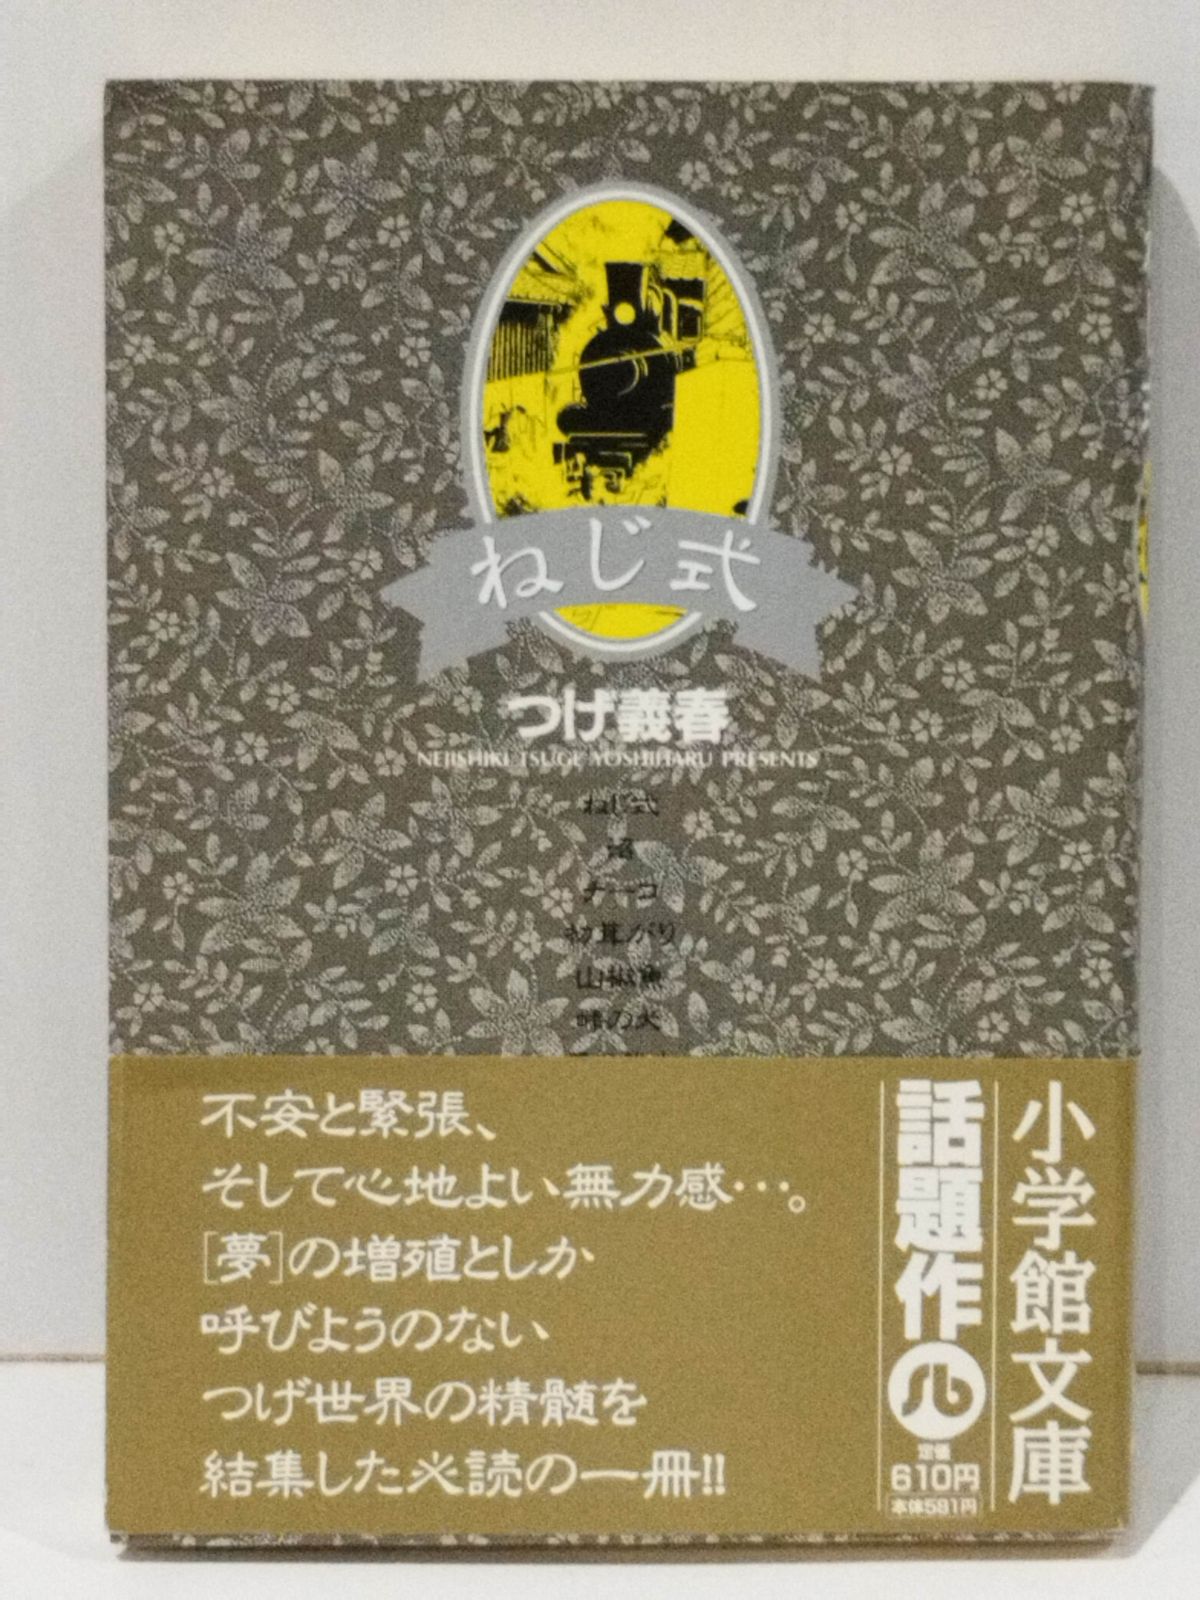 ねじ式
つげ義春
NEJISHIKI TSUGE YOSHIHARU PRESENTS
ねじ式
沼
チーコ
初茸がり
山椒魚
峠の犬
不安と緊張、
そして心地よい無力感…。
[夢]の増殖としか
呼びようのない
つげ世界の精髄を
結集した必読の一冊!!
小学館文庫
話題作
定価
610円
本体581円